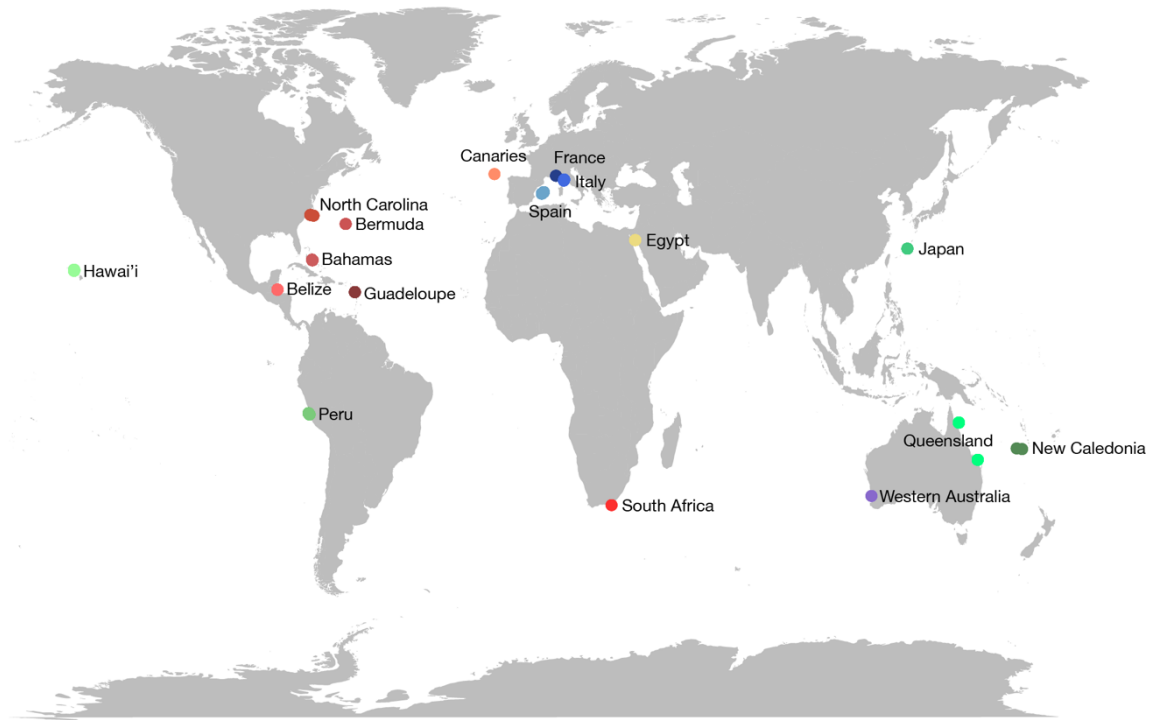 Canaries
France
Italy
Spain
North Carolina
Bermuda
Egypt
Japan
Bahamas
Hawai'i
Belize
Guadeloupe
Peru
Queensland
New Caledonia
Western Australia
South Africa